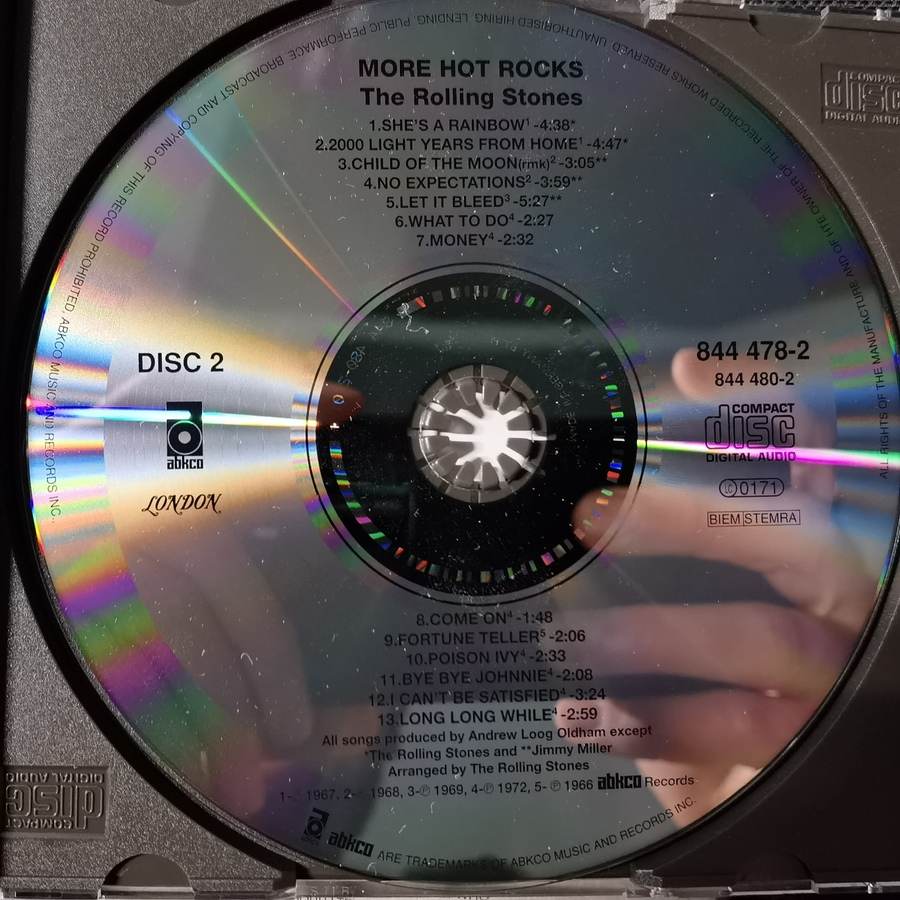 MORE HOT ROCKS
The Rolling Stones
1.SHE'S A RAINBOW¹ -4:38*
2.2000 LIGHT YEARS FROM HOME¹ -4:47*
3.CHILD OF THE MOON(rmk)² -3:05**
4.NO EXPECTATIONS² -3:59**
5.LET IT BLEED³ -5:27**
6.WHAT TO DO⁴ -2:27
7.MONEY⁴ -2:32
DISC 2
abkco
LONDON
844 478-2
844 480-2
COMPACT
disc
DIGITAL AUDIO
0171
BIEM STEMRA
8.COME ON⁴ -1:48
9.FORTUNE TELLER⁵ -2:06
10.POISON IVY⁴ -2:33
11.BYE BYE JOHNNIE⁴ -2:08
12.I CAN'T BE SATISFIED⁴ -3:24
13.LONG LONG WHILE⁴ -2:59
All songs produced by Andrew Loog Oldham except
*The Rolling Stones and **Jimmy Miller
Arranged by The Rolling Stones
1-℗ 1967, 2-℗ 1968, 3-℗ 1969, 4-℗ 1972, 5-℗ 1966 abkco Records
abkco ARE TRADEMARKS OF ABKCO MUSIC AND RECORDS INC.
ALL RIGHTS OF THE MANUFACTURE AND OF HTE OWNER OF THE RECORDED WORKS RESERVED. UNAUTHORISED HIRING, LENDING, PUBLIC PERFORMACE, BROADCAST AND COPYING OF THIS RECORD PROHIBITED, ABKCO MUSIC AND RECORDS INC.
COMPACT
disc
DIGITAL AUDIO
COMPACT
disc
DIGITAL AUDIO